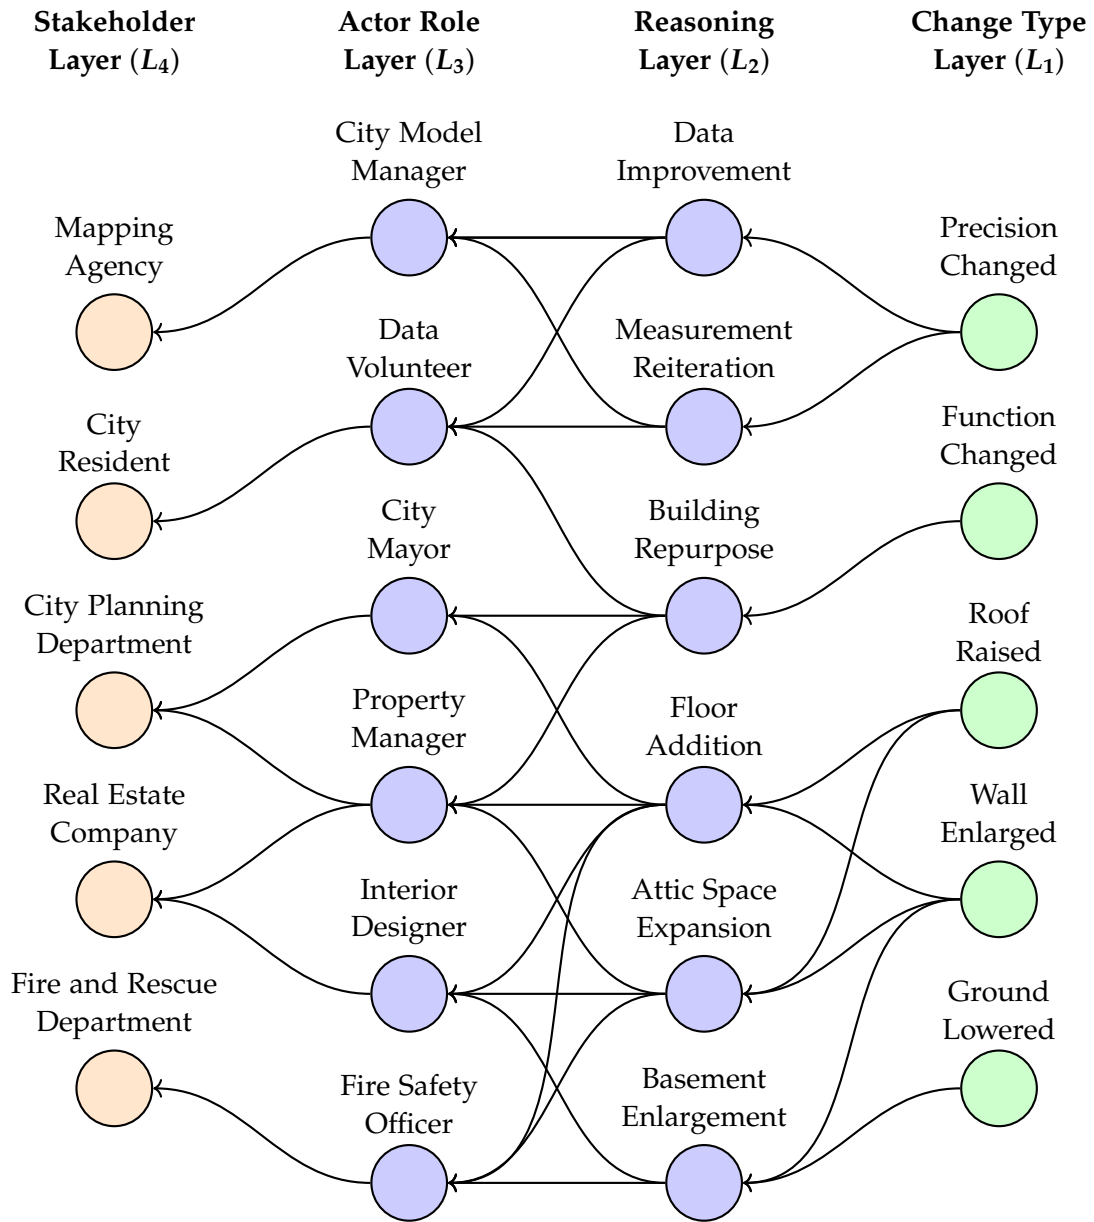 Stakeholder
Layer (L₄)
Actor Role
Layer (L₃)
Reasoning
Layer (L₂)
Change Type
Layer (L₁)
City Model
Manager
Data
Improvement
Mapping
Agency
Precision
Changed
Data
Volunteer
Measurement
Reiteration
City
Resident
Function
Changed
City
Mayor
Building
Repurpose
City Planning
Department
Roof
Raised
Property
Manager
Floor
Addition
Real Estate
Company
Wall
Enlarged
Interior
Designer
Attic Space
Expansion
Fire and Rescue
Department
Ground
Lowered
Fire Safety
Officer
Basement
Enlargement